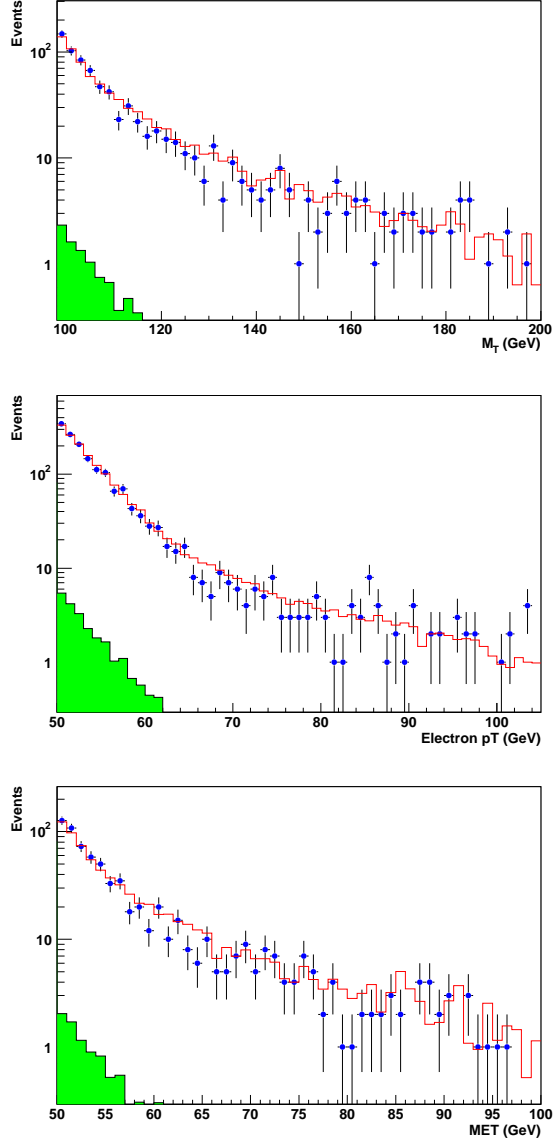 Events
10²
10
1
100 120 140 160 180 200
M_T (GeV)
Events
10²
10
1
50 60 70 80 90 100
Electron pT (GeV)
Events
10²
10
1
50 55 60 65 70 75 80 85 90 95 100
MET (GeV)